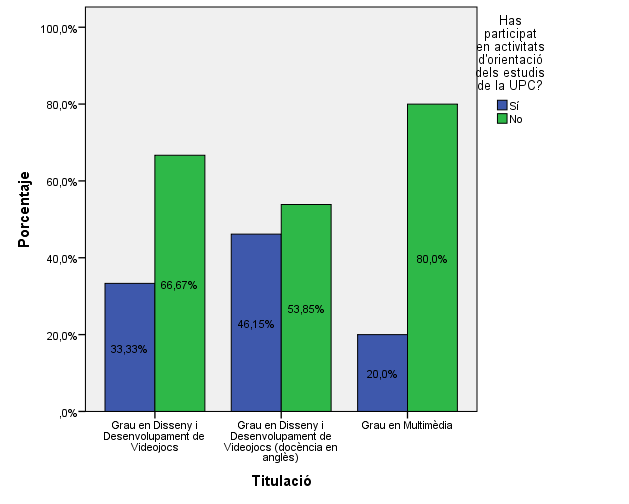 100,0%
80,0%
60,0%
40,0%
20,0%
,0%
Porcentaje
33,33%
66,67%
46,15%
53,85%
20,0%
80,0%
Grau en Disseny i
Desenvolupament de
Videojocs
Grau en Disseny i
Desenvolupament de
Videojocs (docència en
anglès)
Grau en Multimèdia
Titulació
Has
participat
en activitats
d'orientació
dels estudis
de la UPC?
Sí
No